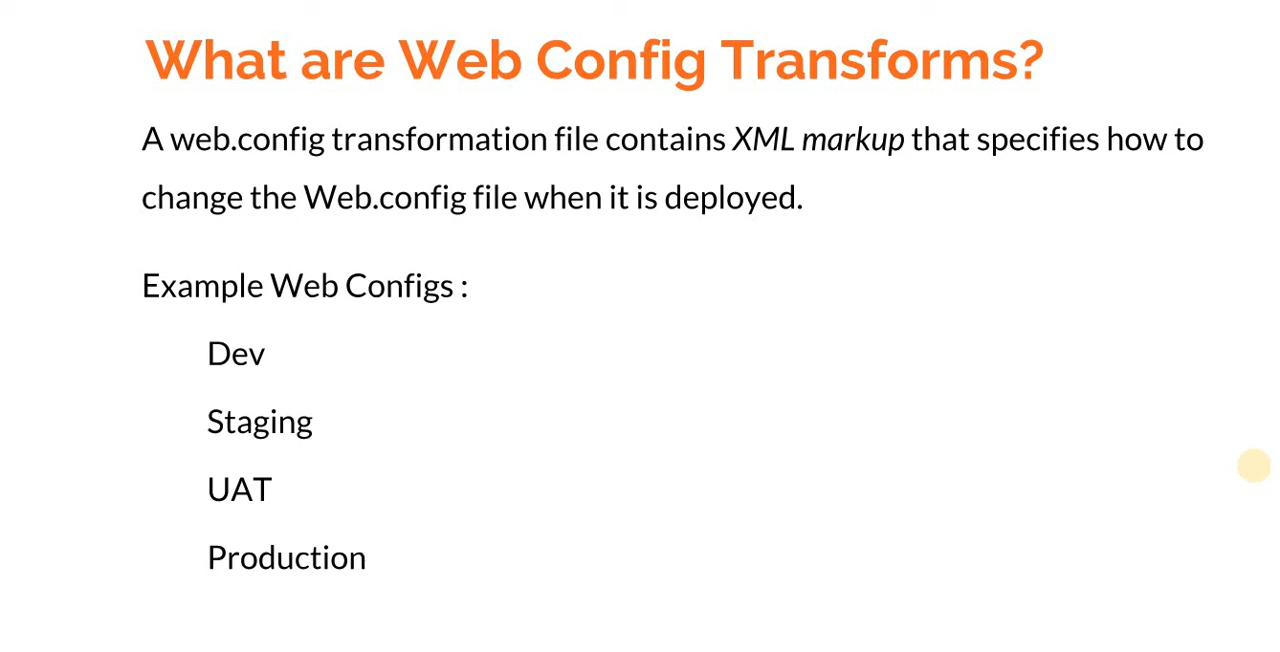 What are Web Config Transforms?
A web.config transformation file contains XML markup that specifies how to
change the Web.config file when it is deployed.
Example Web Configs :
Dev
Staging
UAT
Production